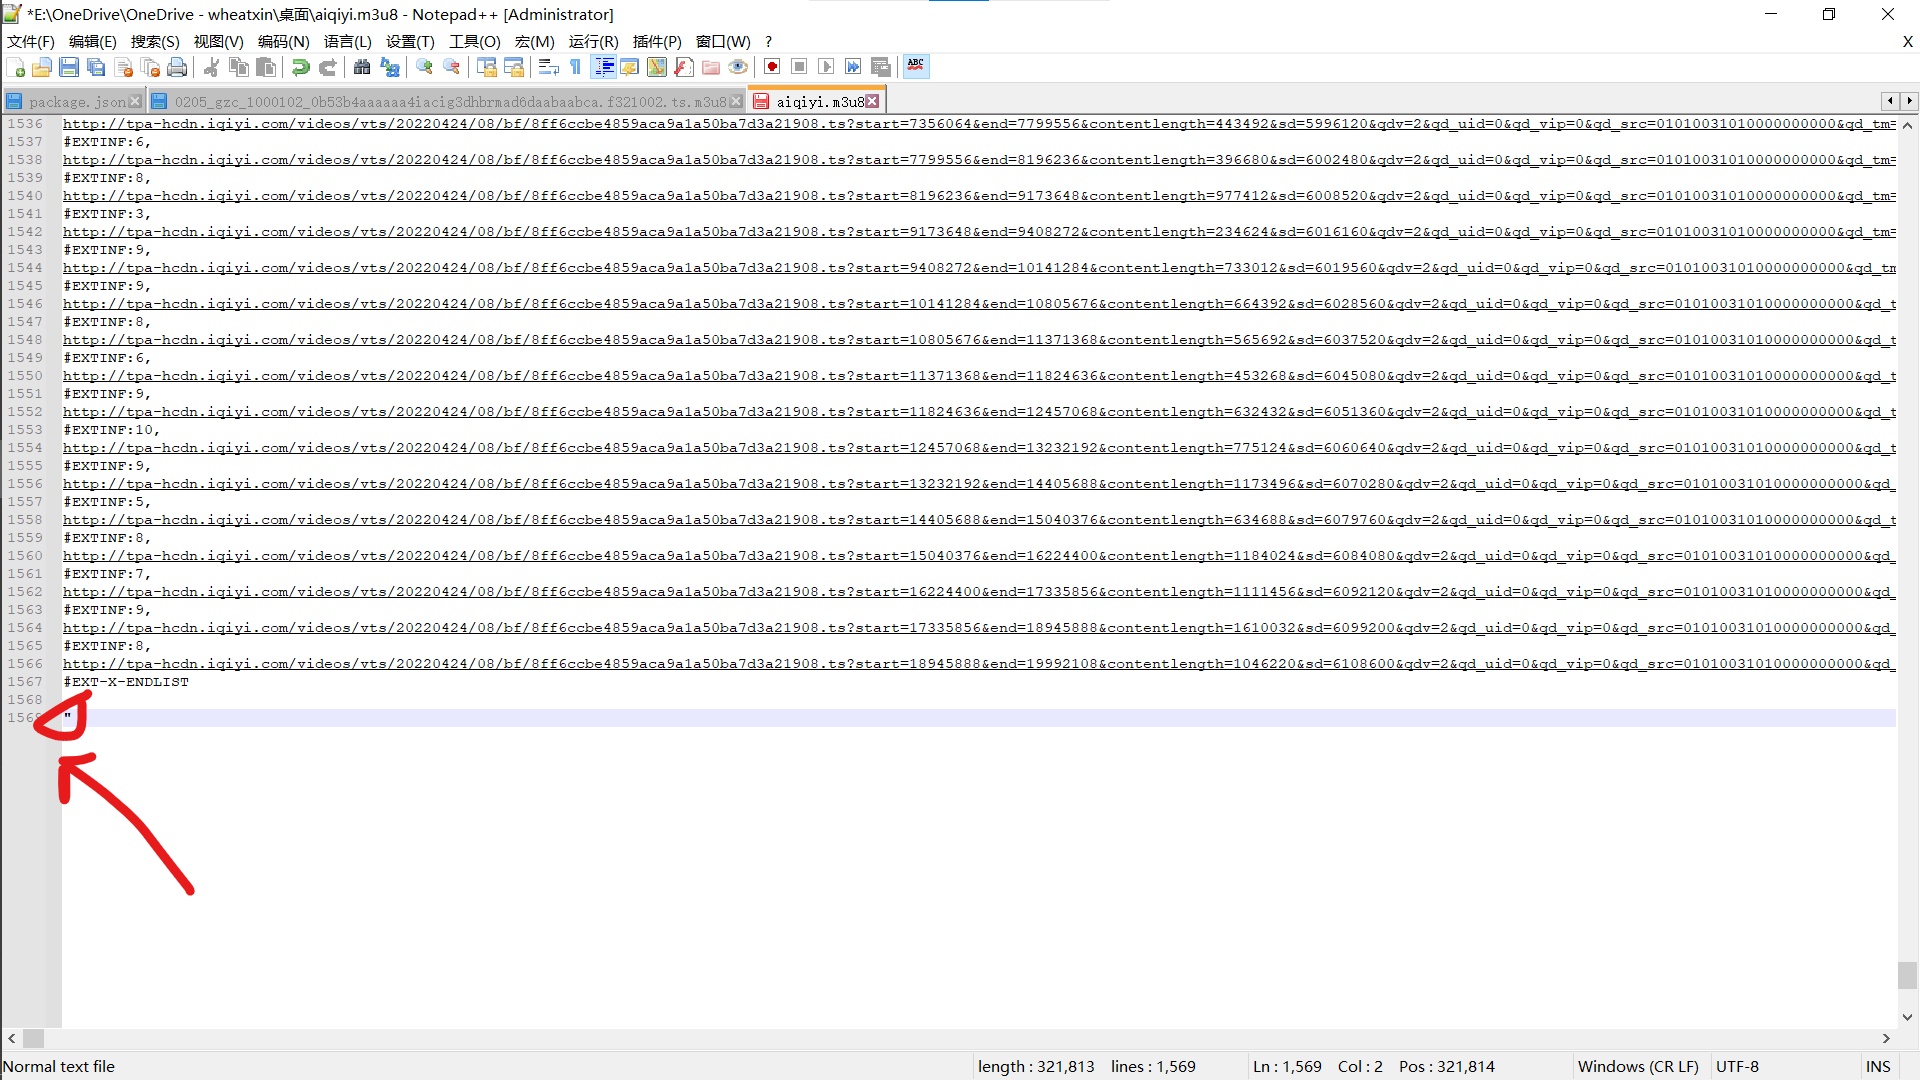 *E:\OneDrive\OneDrive - wheatxin\桌面\aiqiyi.m3u8 - Notepad++ [Administrator]
文件(F) 编辑(E) 搜索(S) 视图(V) 编码(N) 语言(L) 设置(T) 工具(O) 宏(M) 运行(R) 插件(P) 窗口(W) ? X
ABC
package.json 0205_gzc_1000102_0b53b4aaaaaa4iacig3dhbrmad6daabaabca.f321002.ts.m3u8 aiqiyi.m3u8
1536 http://tpa-hcdn.iqiyi.com/videos/vts/20220424/08/bf/8ff6ccbe4859aca9a1a50ba7d3a21908.ts?start=7356064&end=7799556&contentlength=443492&sd=5996120&qdv=2&qd_uid=0&qd_vip=0&qd_src=01010031010000000000&qd_tm=
1537 #EXTINF:6,
1538 http://tpa-hcdn.iqiyi.com/videos/vts/20220424/08/bf/8ff6ccbe4859aca9a1a50ba7d3a21908.ts?start=7799556&end=8196236&contentlength=396680&sd=6002480&qdv=2&qd_uid=0&qd_vip=0&qd_src=01010031010000000000&qd_tm=
1539 #EXTINF:8,
1540 http://tpa-hcdn.iqiyi.com/videos/vts/20220424/08/bf/8ff6ccbe4859aca9a1a50ba7d3a21908.ts?start=8196236&end=9173648&contentlength=977412&sd=6008520&qdv=2&qd_uid=0&qd_vip=0&qd_src=01010031010000000000&qd_tm=
1541 #EXTINF:3,
1542 http://tpa-hcdn.iqiyi.com/videos/vts/20220424/08/bf/8ff6ccbe4859aca9a1a50ba7d3a21908.ts?start=9173648&end=9408272&contentlength=234624&sd=6016160&qdv=2&qd_uid=0&qd_vip=0&qd_src=01010031010000000000&qd_tm=
1543 #EXTINF:9,
1544 http://tpa-hcdn.iqiyi.com/videos/vts/20220424/08/bf/8ff6ccbe4859aca9a1a50ba7d3a21908.ts?start=9408272&end=10141284&contentlength=733012&sd=6019560&qdv=2&qd_uid=0&qd_vip=0&qd_src=01010031010000000000&qd_tm
1545 #EXTINF:9,
1546 http://tpa-hcdn.iqiyi.com/videos/vts/20220424/08/bf/8ff6ccbe4859aca9a1a50ba7d3a21908.ts?start=10141284&end=10805676&contentlength=664392&sd=6028560&qdv=2&qd_uid=0&qd_vip=0&qd_src=01010031010000000000&qd_t
1547 #EXTINF:8,
1548 http://tpa-hcdn.iqiyi.com/videos/vts/20220424/08/bf/8ff6ccbe4859aca9a1a50ba7d3a21908.ts?start=10805676&end=11371368&contentlength=565692&sd=6037520&qdv=2&qd_uid=0&qd_vip=0&qd_src=01010031010000000000&qd_t
1549 #EXTINF:6,
1550 http://tpa-hcdn.iqiyi.com/videos/vts/20220424/08/bf/8ff6ccbe4859aca9a1a50ba7d3a21908.ts?start=11371368&end=11824636&contentlength=453268&sd=6045080&qdv=2&qd_uid=0&qd_vip=0&qd_src=01010031010000000000&qd_t
1551 #EXTINF:9,
1552 http://tpa-hcdn.iqiyi.com/videos/vts/20220424/08/bf/8ff6ccbe4859aca9a1a50ba7d3a21908.ts?start=11824636&end=12457068&contentlength=632432&sd=6051360&qdv=2&qd_uid=0&qd_vip=0&qd_src=01010031010000000000&qd_t
1553 #EXTINF:10,
1554 http://tpa-hcdn.iqiyi.com/videos/vts/20220424/08/bf/8ff6ccbe4859aca9a1a50ba7d3a21908.ts?start=12457068&end=13232192&contentlength=775124&sd=6060640&qdv=2&qd_uid=0&qd_vip=0&qd_src=01010031010000000000&qd_t
1555 #EXTINF:9,
1556 http://tpa-hcdn.iqiyi.com/videos/vts/20220424/08/bf/8ff6ccbe4859aca9a1a50ba7d3a21908.ts?start=13232192&end=14405688&contentlength=1173496&sd=6070280&qdv=2&qd_uid=0&qd_vip=0&qd_src=01010031010000000000&qd_
1557 #EXTINF:5,
1558 http://tpa-hcdn.iqiyi.com/videos/vts/20220424/08/bf/8ff6ccbe4859aca9a1a50ba7d3a21908.ts?start=14405688&end=15040376&contentlength=634688&sd=6079760&qdv=2&qd_uid=0&qd_vip=0&qd_src=01010031010000000000&qd_t
1559 #EXTINF:8,
1560 http://tpa-hcdn.iqiyi.com/videos/vts/20220424/08/bf/8ff6ccbe4859aca9a1a50ba7d3a21908.ts?start=15040376&end=16224400&contentlength=1184024&sd=6084080&qdv=2&qd_uid=0&qd_vip=0&qd_src=01010031010000000000&qd_
1561 #EXTINF:7,
1562 http://tpa-hcdn.iqiyi.com/videos/vts/20220424/08/bf/8ff6ccbe4859aca9a1a50ba7d3a21908.ts?start=16224400&end=17335856&contentlength=1111456&sd=6092120&qdv=2&qd_uid=0&qd_vip=0&qd_src=01010031010000000000&qd_
1563 #EXTINF:9,
1564 http://tpa-hcdn.iqiyi.com/videos/vts/20220424/08/bf/8ff6ccbe4859aca9a1a50ba7d3a21908.ts?start=17335856&end=18945888&contentlength=1610032&sd=6099200&qdv=2&qd_uid=0&qd_vip=0&qd_src=01010031010000000000&qd_
1565 #EXTINF:8,
1566 http://tpa-hcdn.iqiyi.com/videos/vts/20220424/08/bf/8ff6ccbe4859aca9a1a50ba7d3a21908.ts?start=18945888&end=19992108&contentlength=1046220&sd=6108600&qdv=2&qd_uid=0&qd_vip=0&qd_src=01010031010000000000&qd_
1567 #EXT-X-ENDLIST
1568
1569 "
Normal text file length : 321,813 lines : 1,569 Ln : 1,569 Col : 2 Pos : 321,814 Windows (CR LF) UTF-8 INS